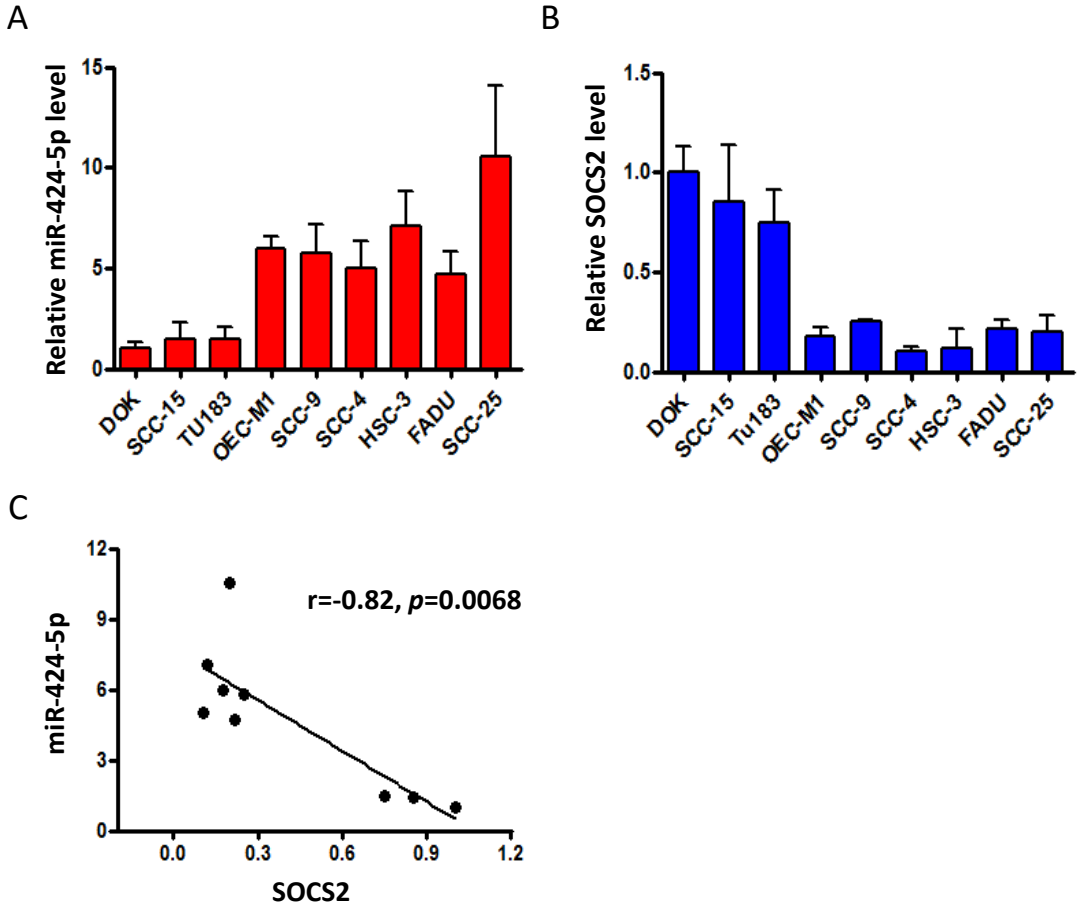 A
Relative miR-424-5p level
15
10
5
0
DOK
SCC-15
TU183
OEC-M1
SCC-9
SCC-4
HSC-3
FADU
SCC-25
B
Relative SOCS2 level
1.5
1.0
0.5
0.0
DOK
SCC-15
Tu183
OEC-M1
SCC-9
SCC-4
HSC-3
FADU
SCC-25
C
miR-424-5p
12
9
6
3
0
r=-0.82, p=0.0068
0.0
0.3
0.6
0.9
1.2
SOCS2